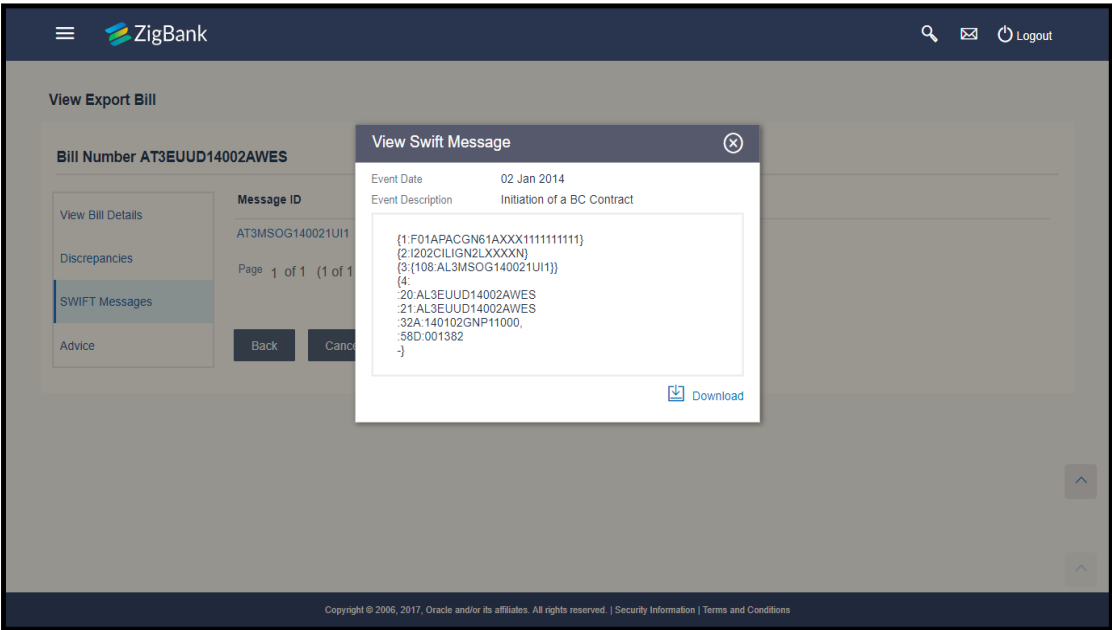 ZigBank
Logout
View Export Bill
Bill Number AT3EUUD14002AWES
View Bill Details
Discrepancies
SWIFT Messages
Advice
Message ID
AT3MSOG140021UI1
Page 1 of 1 (1 of 1
Back
Cance
View Swift Message
Event Date 02 Jan 2014
Event Description Initiation of a BC Contract
{1:F01APACGN61AXXX1111111111}
{2:I202CILIGN2LXXXXN}
{3:{108:AL3MSOG140021UI1}}
{4:
:20:AL3EUUD14002AWES
:21:AL3EUUD14002AWES
:32A:140102GNP11000,
:58D:001382
-}
Download
Copyright © 2006, 2017, Oracle and/or its affiliates. All rights reserved. | Security Information | Terms and Conditions